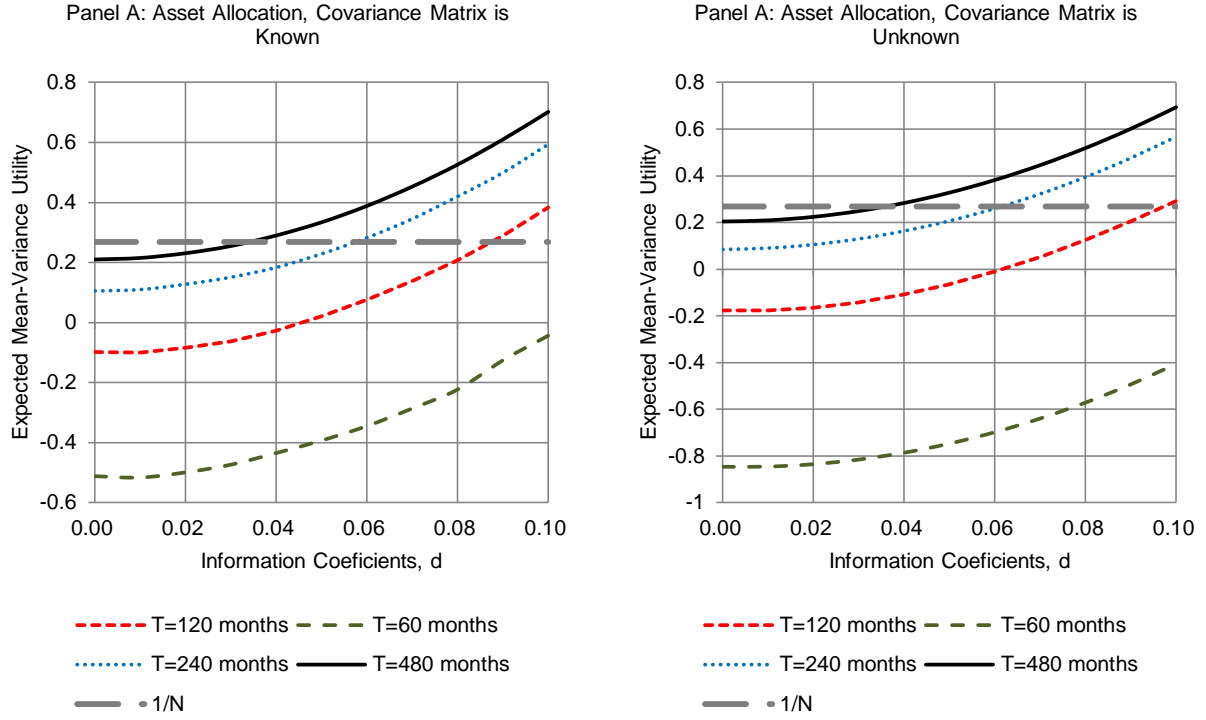 Panel A: Asset Allocation, Covariance Matrix is
Known
0.8
0.6
0.4
0.2
0
-0.2
-0.4
-0.6
Expected Mean-Variance Utility
0.00 0.02 0.04 0.06 0.08 0.10
Information Coeficients, d
T=120 months T=60 months
T=240 months T=480 months
1/N
Panel A: Asset Allocation, Covariance Matrix is
Unknown
0.8
0.6
0.4
0.2
0
-0.2
-0.4
-0.6
-0.8
-1
Expected Mean-Variance Utility
0.00 0.02 0.04 0.06 0.08 0.10
Information Coeficients, d
T=120 months T=60 months
T=240 months T=480 months
1/N